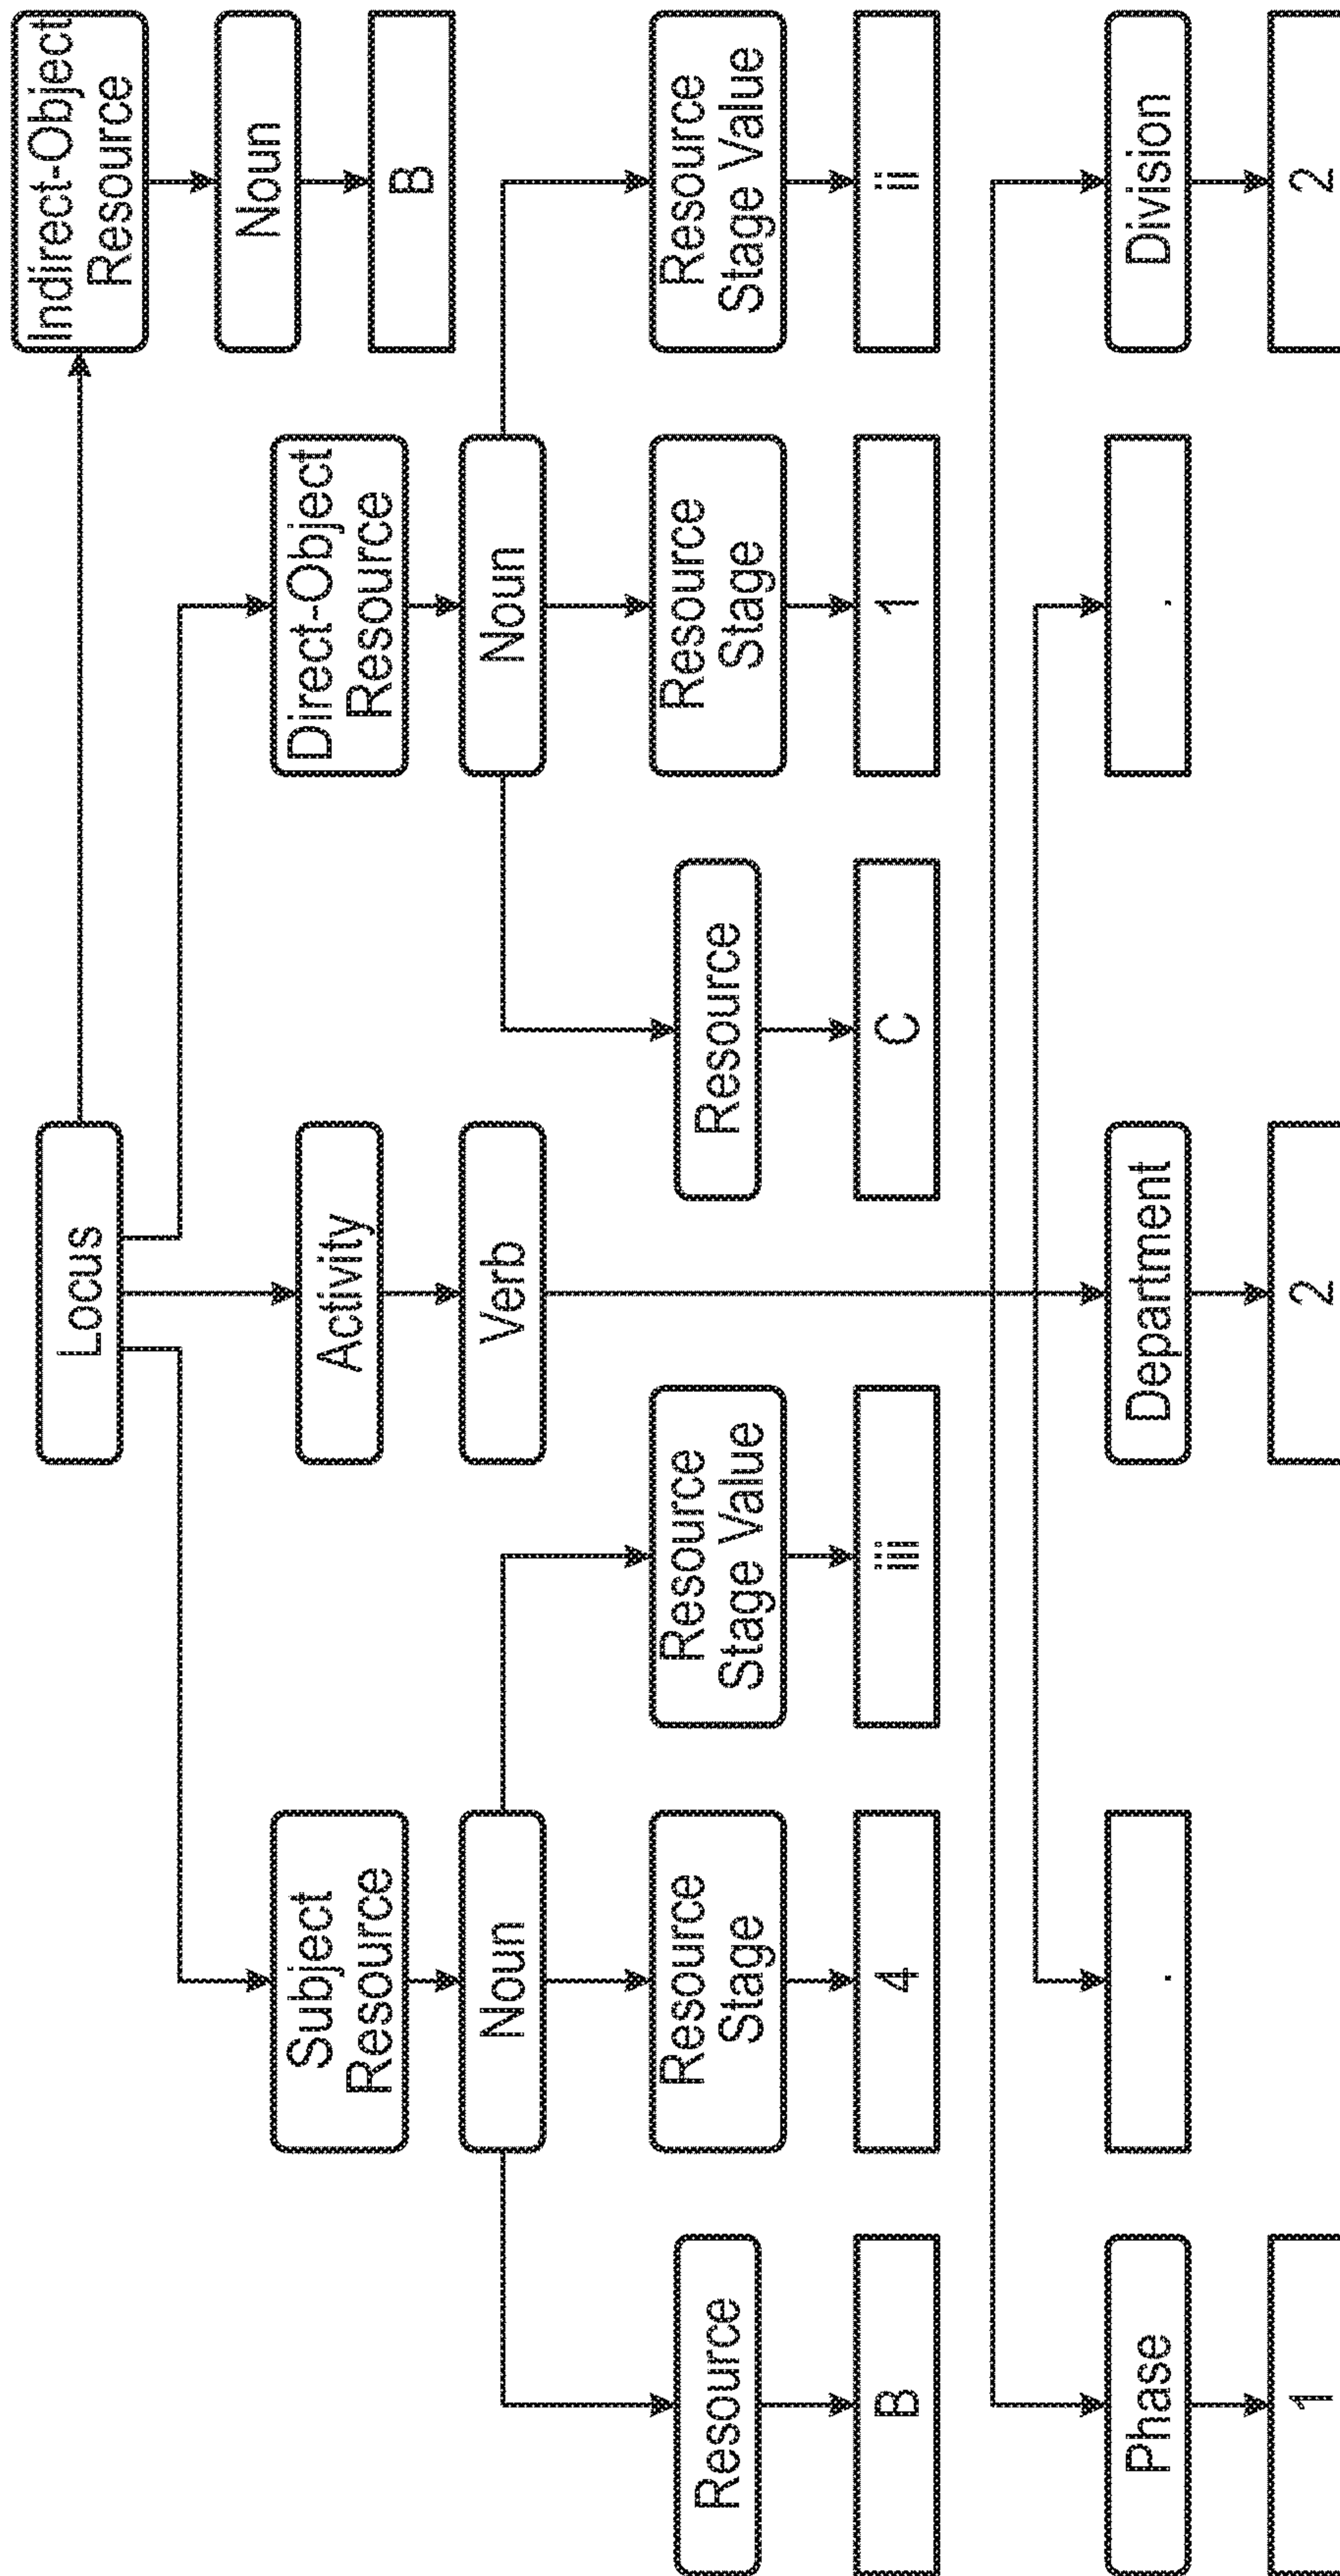 Locus
Indirect-Object
Resource
Noun
B
Subject
Resource
Activity
Direct-Object
Resource
Noun
Verb
Noun
Resource
Resource
Stage
Resource
Stage Value
Resource
Resource
Stage
Resource
Stage Value
B
4
iii
C
1
ii
Phase
.
Department
.
Division
1
2
2